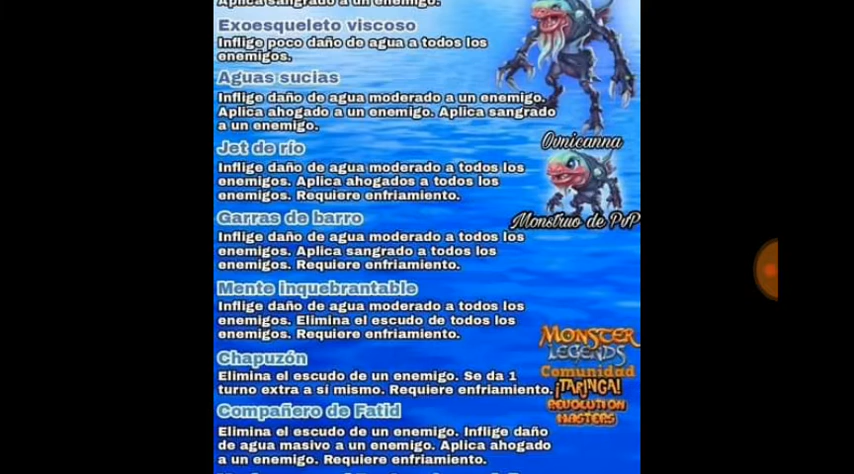 Aplica sangrado a un enemigo.
Exoesqueleto viscoso
Inflige poco daño de agua a todos los
enemigos.
Aguas sucias
Inflige daño de agua moderado a un enemigo.
Aplica ahogado a un enemigo. Aplica sangrado
a un enemigo.
Jet de río
Inflige daño de agua moderado a todos los
enemigos. Aplica ahogados a todos los
enemigos. Requiere enfriamiento.
Garras de barro
Inflige daño de agua moderado a todos los
enemigos. Aplica sangrado a todos los
enemigos. Requiere enfriamiento.
Mente inquebrantable
Inflige daño de agua moderado a todos los
enemigos. Elimina el escudo de todos los
enemigos. Requiere enfriamiento.
Chapuzón
Elimina el escudo de un enemigo. Se da 1
turno extra a sí mismo. Requiere enfriamiento.
Compañero de Fatid
Elimina el escudo de un enemigo. Inflige daño
de agua masivo a un enemigo. Aplica ahogado
a un enemigo. Requiere enfriamiento.
Ovnicanna
Monstruo de PvP
MONSTER
LEGENDS
Comunidad
¡TARINGA!
REVOLUTION
MASTERS